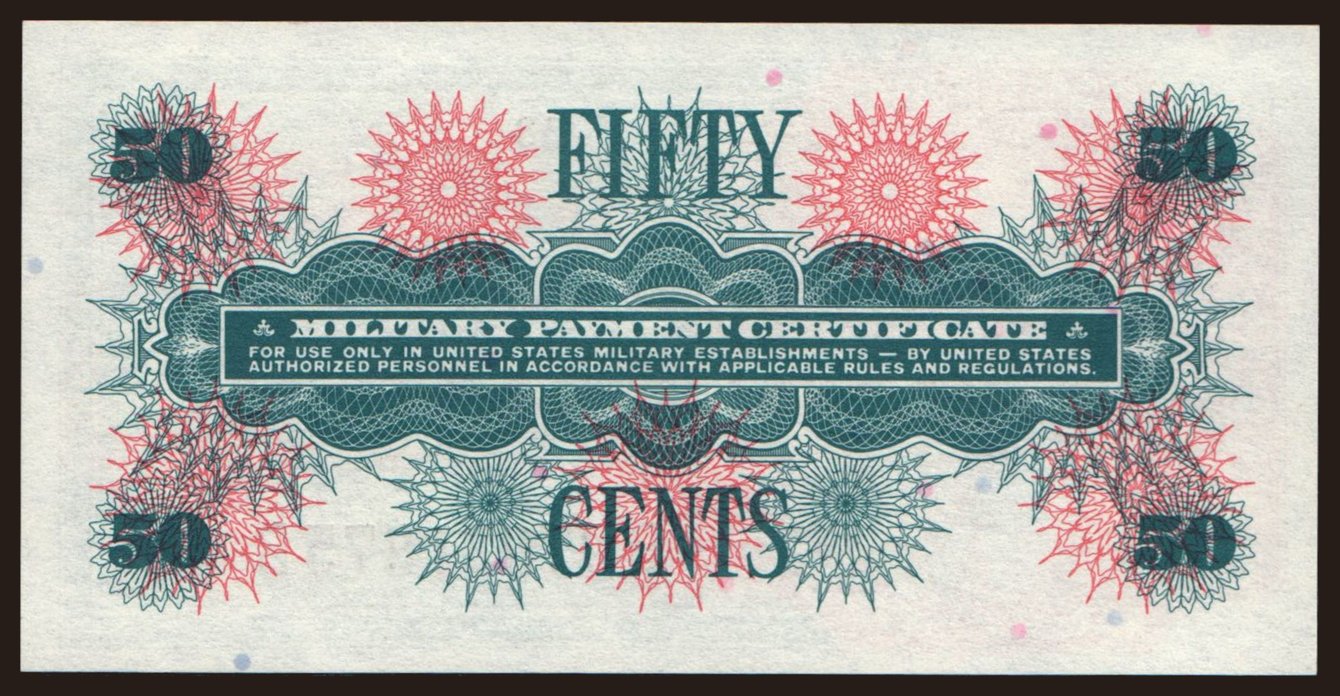 50 FIFTY 50
MILITARY PAYMENT CERTIFICATE
FOR USE ONLY IN UNITED STATES MILITARY ESTABLISHMENTS — BY UNITED STATES
AUTHORIZED PERSONNEL IN ACCORDANCE WITH APPLICABLE RULES AND REGULATIONS.
50 CENTS 50